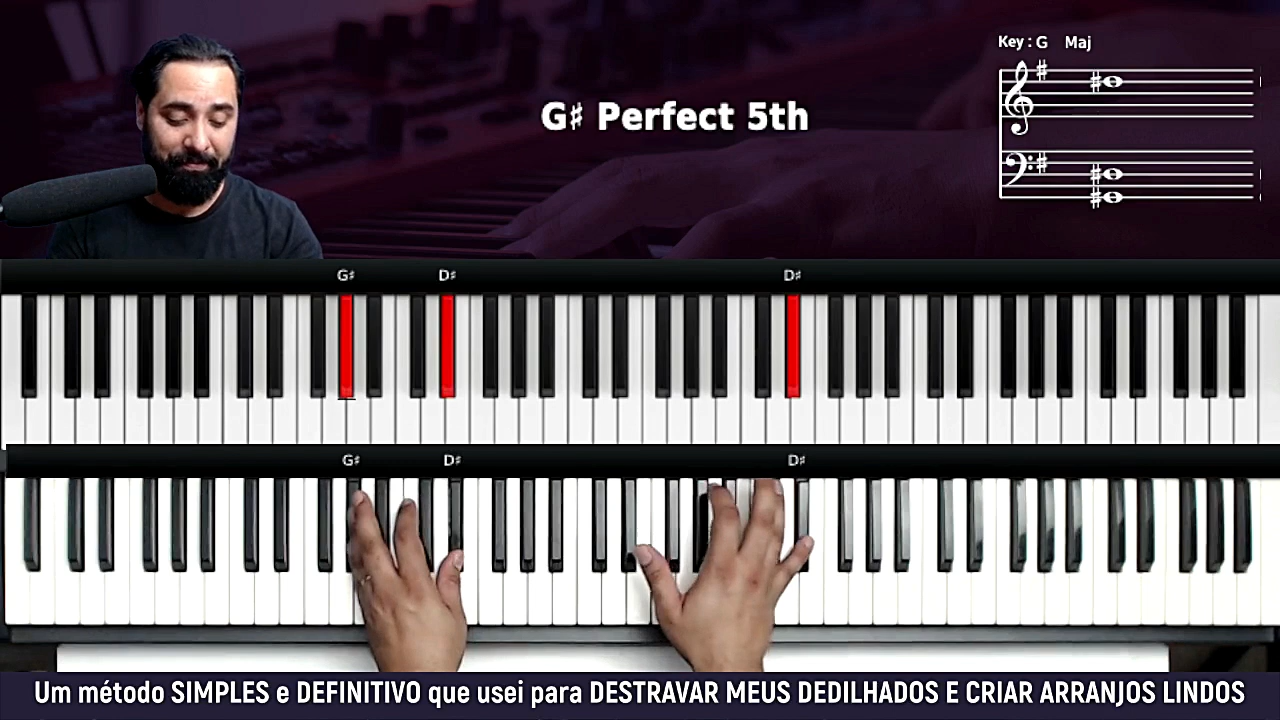 Key : G Maj
G♯ Perfect 5th
G♯ D♯ D♯
G♯ D♯ D♯
Um método SIMPLES e DEFINITIVO que usei para DESTRAVAR MEUS DEDILHADOS E CRIAR ARRANJOS LINDOS